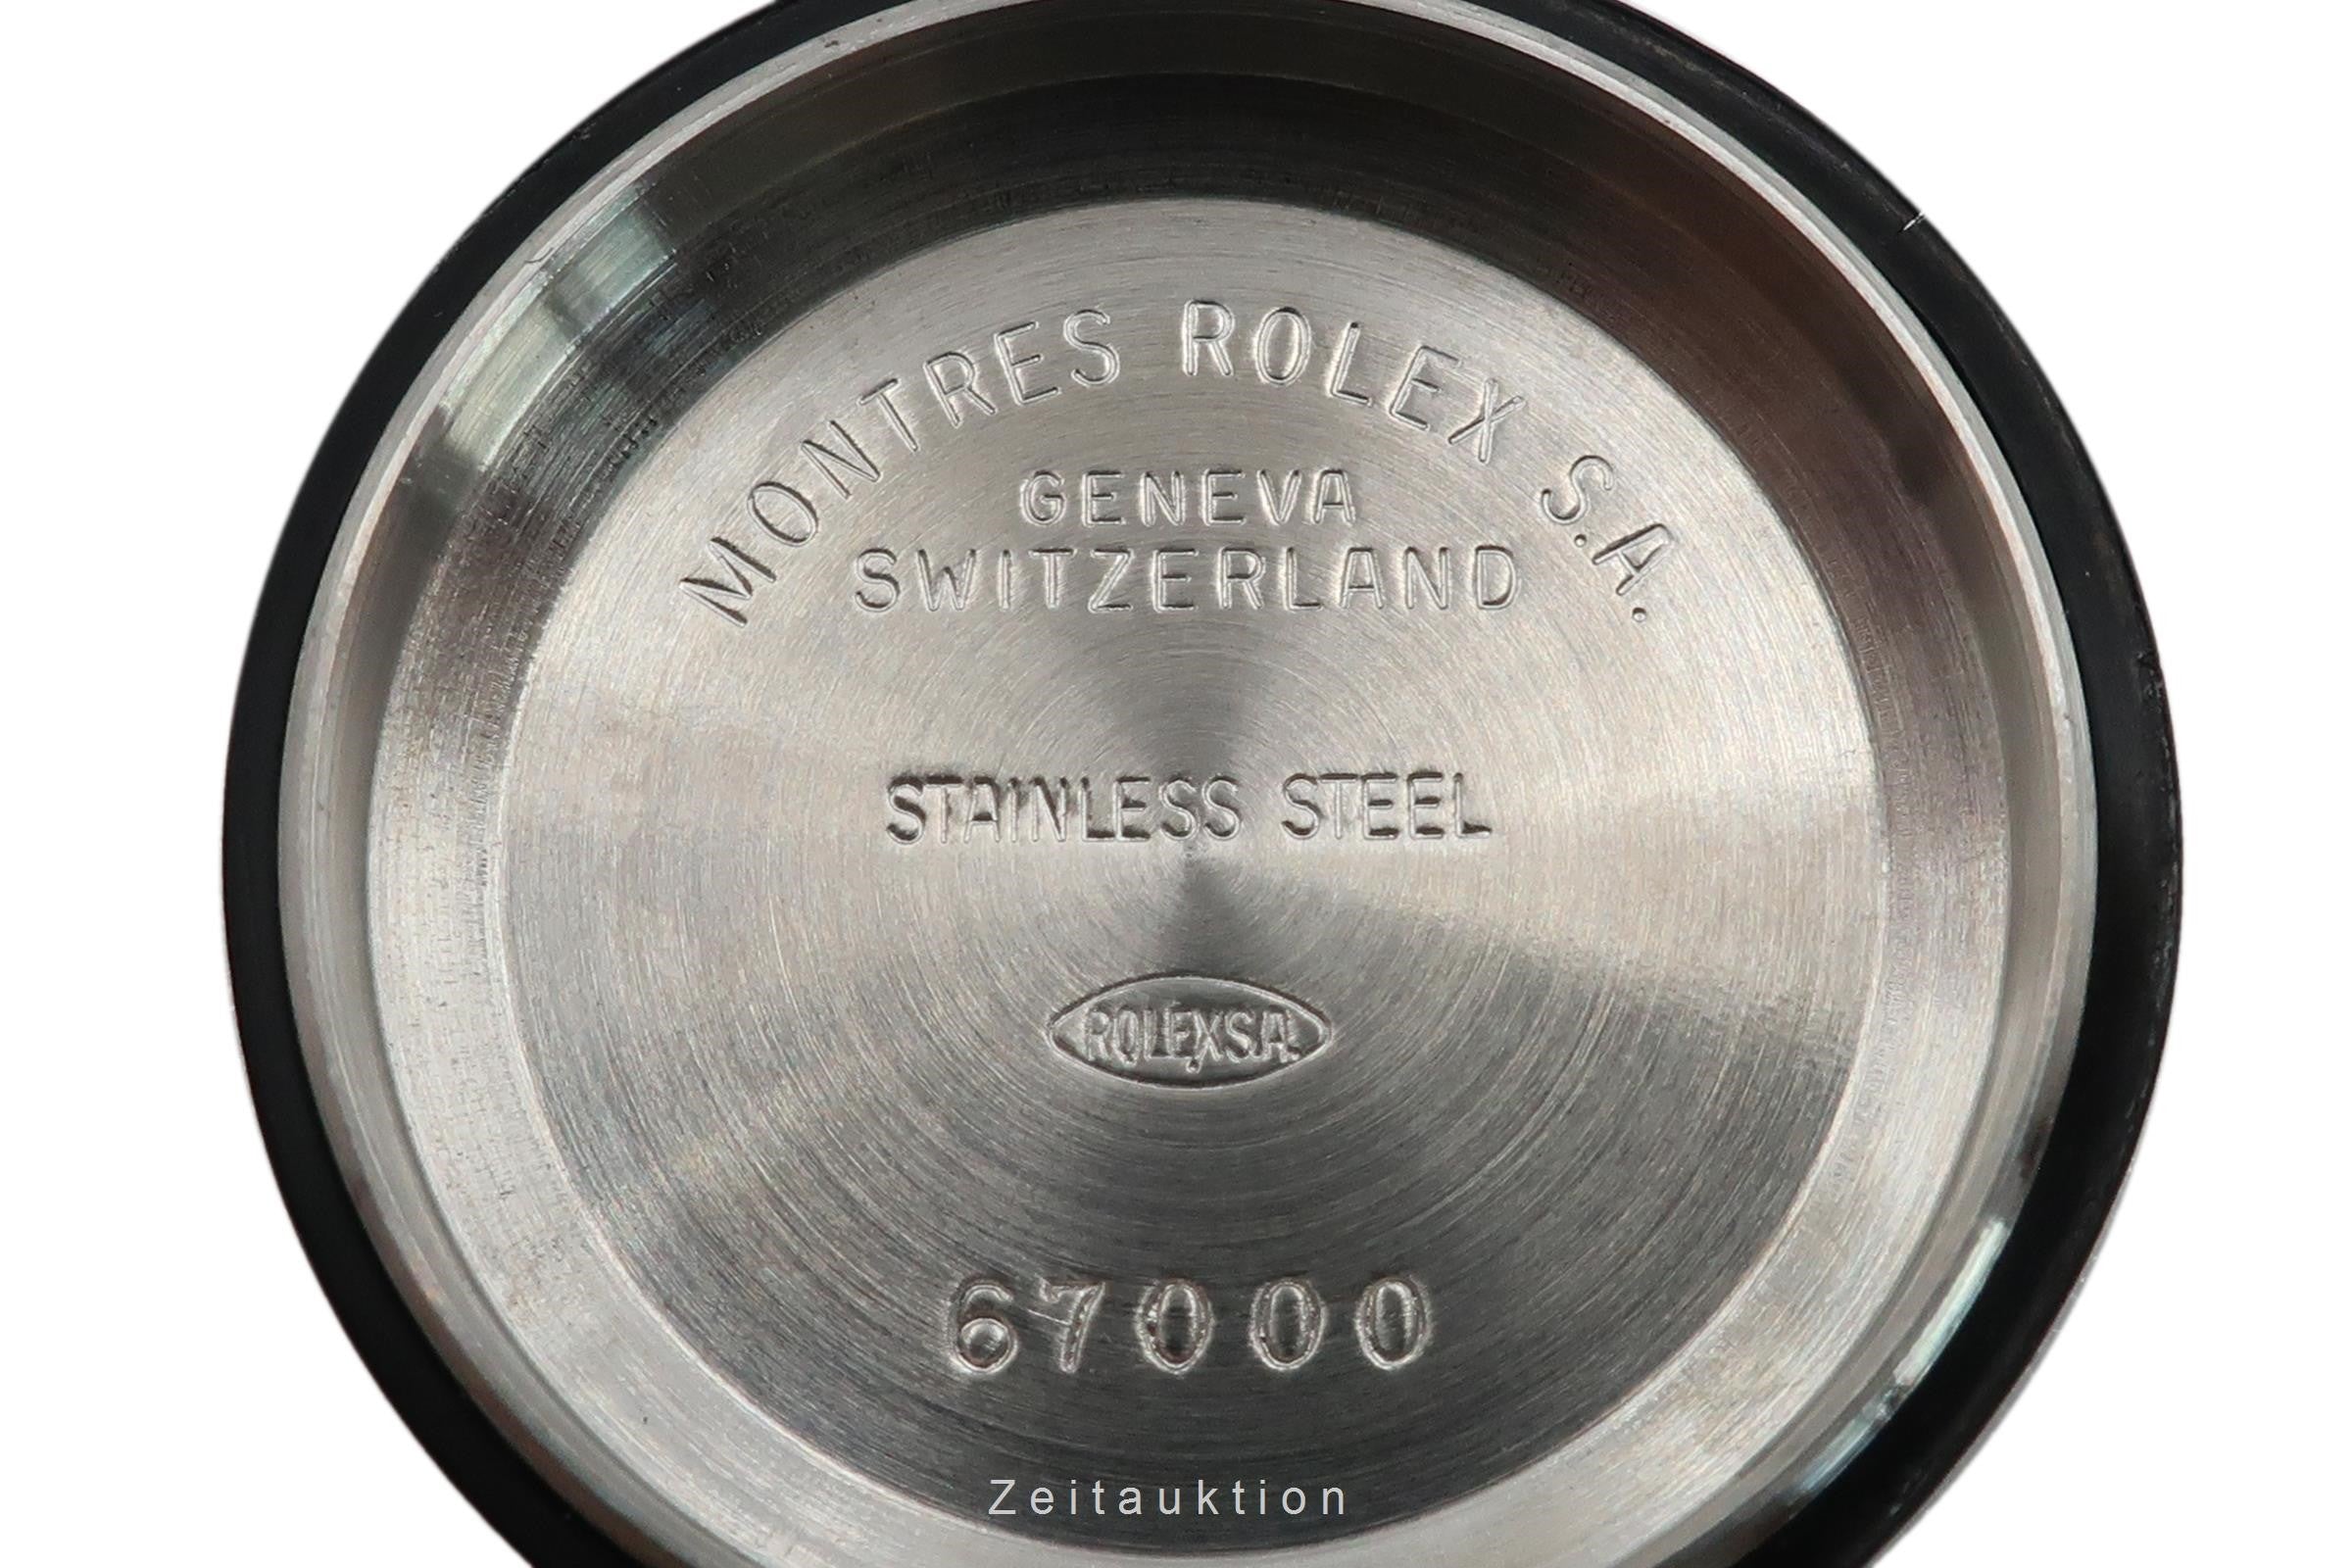 MONTRES ROLEX S.A.
GENEVA
SWITZERLAND
STAINLESS STEEL
ROLEX S.A.
67000
Zeitauktion